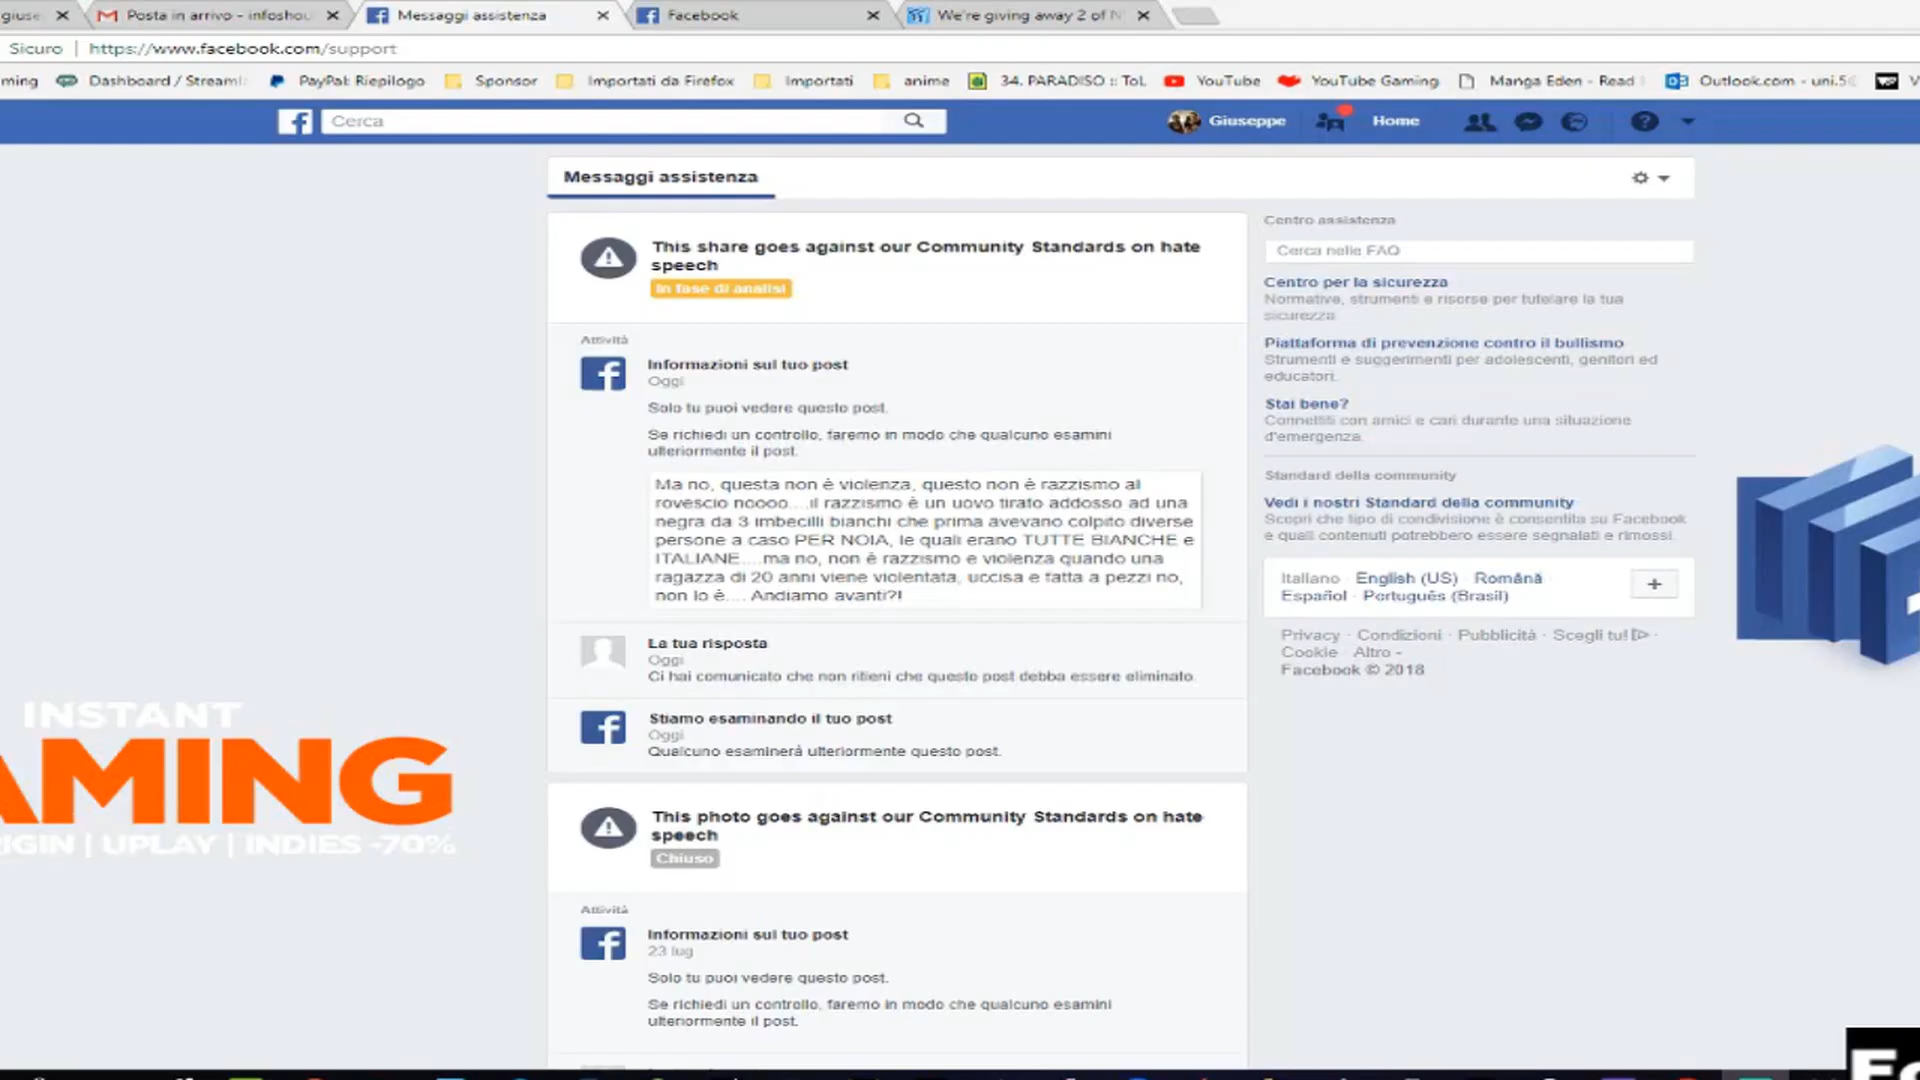 giuse
Posta in arrivo - infoshou
Messaggi assistenza
Facebook
We're giving away 2 of N
Sicuro | https://www.facebook.com/support
ming
Dashboard / Streaml
PayPal: Riepilogo
Sponsor
Importati da Firefox
Importati
anime
34. PARADISO :: ToL
YouTube
YouTube Gaming
Manga Eden - Read
Outlook.com - uni.5
Cerca
Giuseppe
Home
Messaggi assistenza
This share goes against our Community Standards on hate
speech
In fase di analisi
Attività
Informazioni sul tuo post
Oggi
Solo tu puoi vedere questo post.
Se richiedi un controllo, faremo in modo che qualcuno esamini
ulteriormente il post.
Ma no, questa non è violenza, questo non è razzismo al
rovescio noooo....il razzismo è un uovo tirato addosso ad una
negra da 3 imbecilli bianchi che prima avevano colpito diverse
persone a caso PER NOIA, le quali erano TUTTE BIANCHE e
ITALIANE....ma no, non è razzismo e violenza quando una
ragazza di 20 anni viene violentata, uccisa e fatta a pezzi no,
non lo è.... Andiamo avanti?!
La tua risposta
Oggi
Ci hai comunicato che non ritieni che questo post debba essere eliminato.
Stiamo esaminando il tuo post
Oggi
Qualcuno esaminerà ulteriormente questo post.
This photo goes against our Community Standards on hate
speech
Chiuso
Attività
Informazioni sul tuo post
23 lug
Solo tu puoi vedere questo post.
Se richiedi un controllo, faremo in modo che qualcuno esamini
ulteriormente il post.
Centro assistenza
Cerca nelle FAQ
Centro per la sicurezza
Normative, strumenti e risorse per tutelare la tua
sicurezza.
Piattaforma di prevenzione contro il bullismo
Strumenti e suggerimenti per adolescenti, genitori ed
educatori.
Stai bene?
Connettiti con amici e cari durante una situazione
d'emergenza.
Standard della community
Vedi i nostri Standard della community
Scopri che tipo di condivisione è consentita su Facebook
e quali contenuti potrebbero essere segnalati e rimossi.
Italiano · English (US) · Română ·
Español · Português (Brasil)
Privacy · Condizioni · Pubblicità · Scegli tu! ·
Cookie · Altro -
Facebook © 2018
INSTANT
AMING
IGIN | UPLAY | INDIES -70%